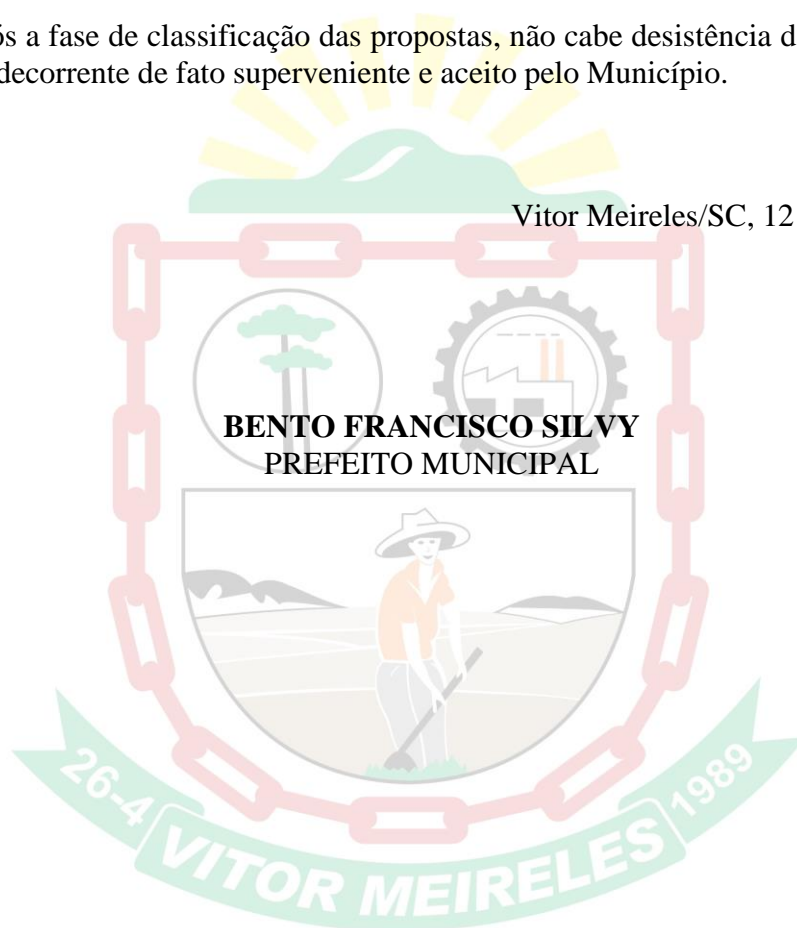 s a fase de classificação das propostas, não cabe desistência d
decorrente de fato superveniente e aceito pelo Município.
Vitor Meireles/SC, 12
BENTO FRANCISCO SILVY
PREFEITO MUNICIPAL
26-4 VITOR MEIRELES 1989